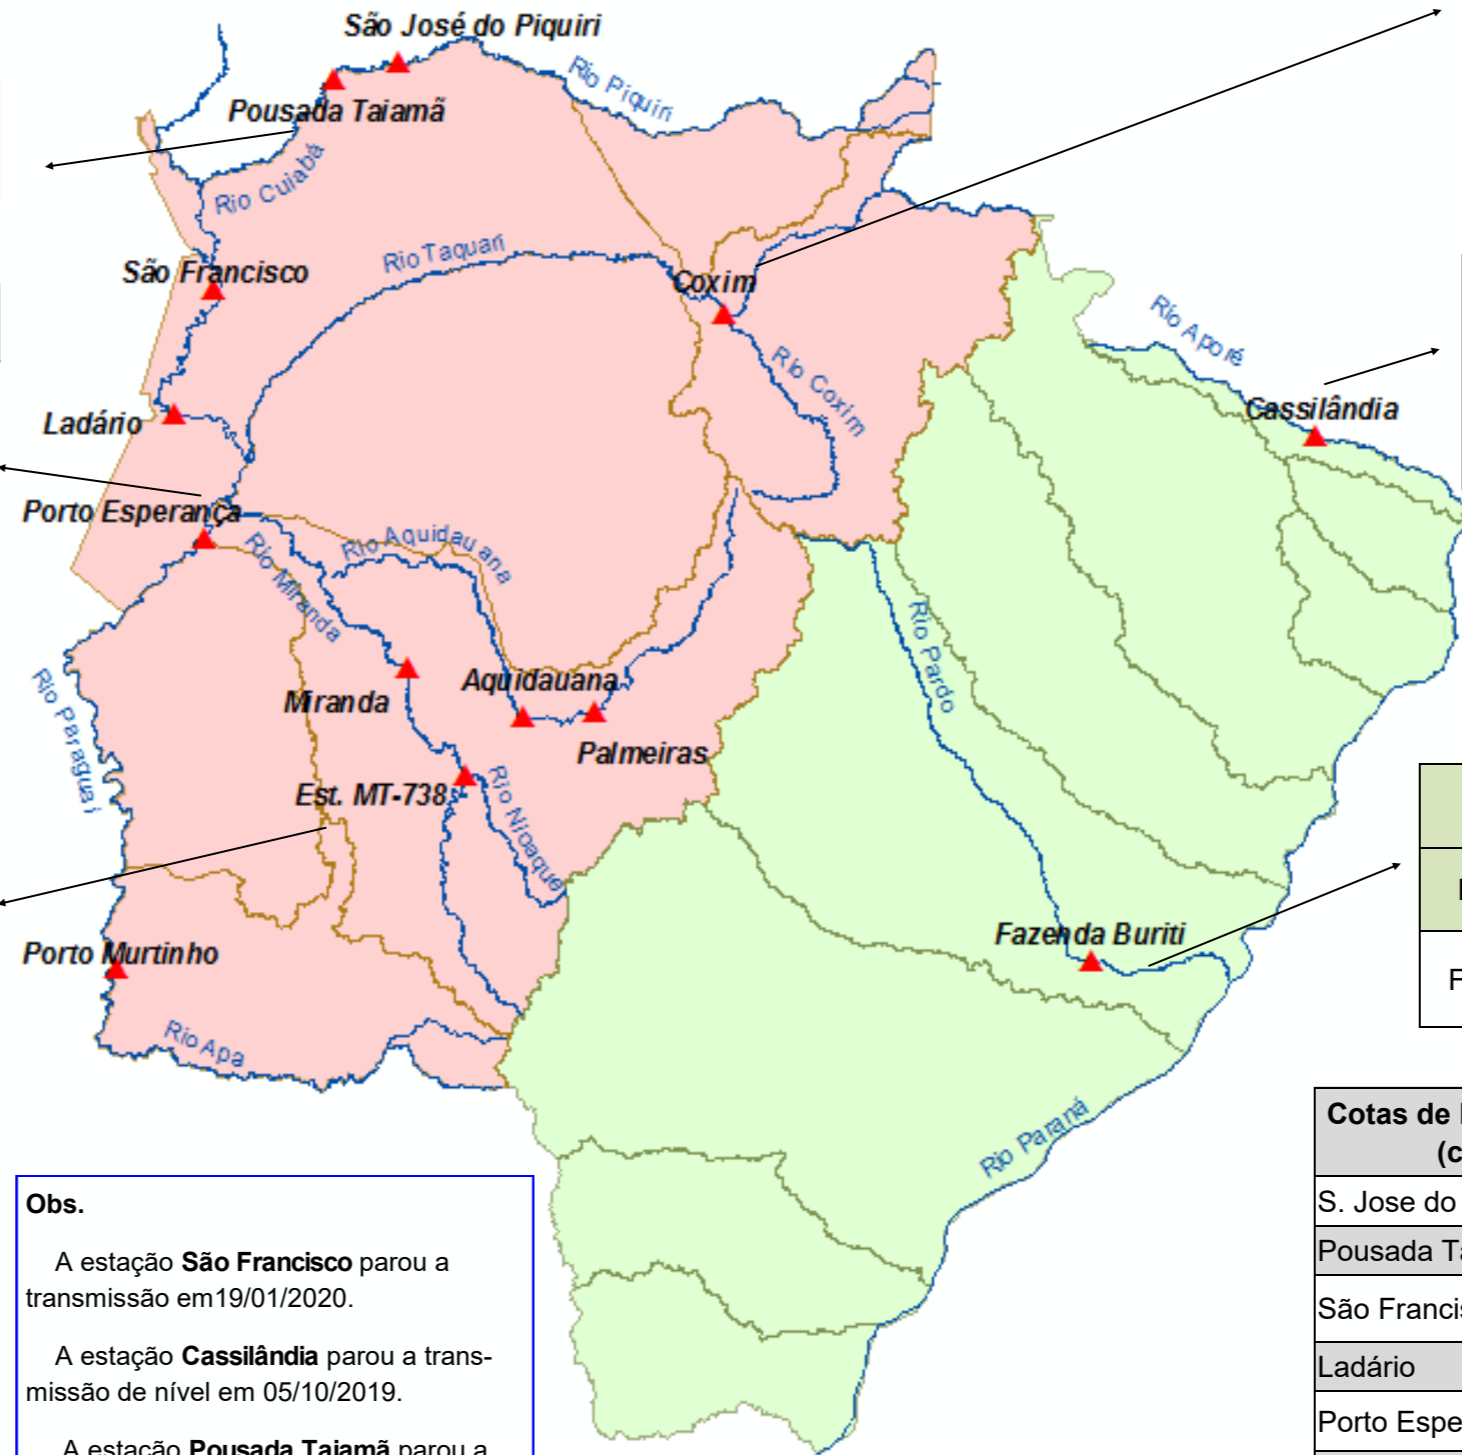 São José do Piquiri
Rio Piquiri
Pousada Taiamã
Rio Cuiabá
Rio Taquari
São Francisco
Coxim
Rio Aporé
Rio Coxim
Cassilândia
Ladário
Porto Esperança
Rio Aquidauana
Rio Miranda
Rio Pardo
Rio Paraguai
Miranda
Aquidauana
Palmeiras
Est. MT-738
Rio Nioaque
Porto Murtinho
Fazenda Buriti
F
Rio Apa
Rio Paraná
Cotas de
(c
S. Jose do
Pousada Ta
São Francis
Ladário
Porto Espe
Obs.
A estação São Francisco parou a
transmissão em19/01/2020.
A estação Cassilândia parou a trans-
missão de nível em 05/10/2019.
A estação Pousada Taiamã parou a